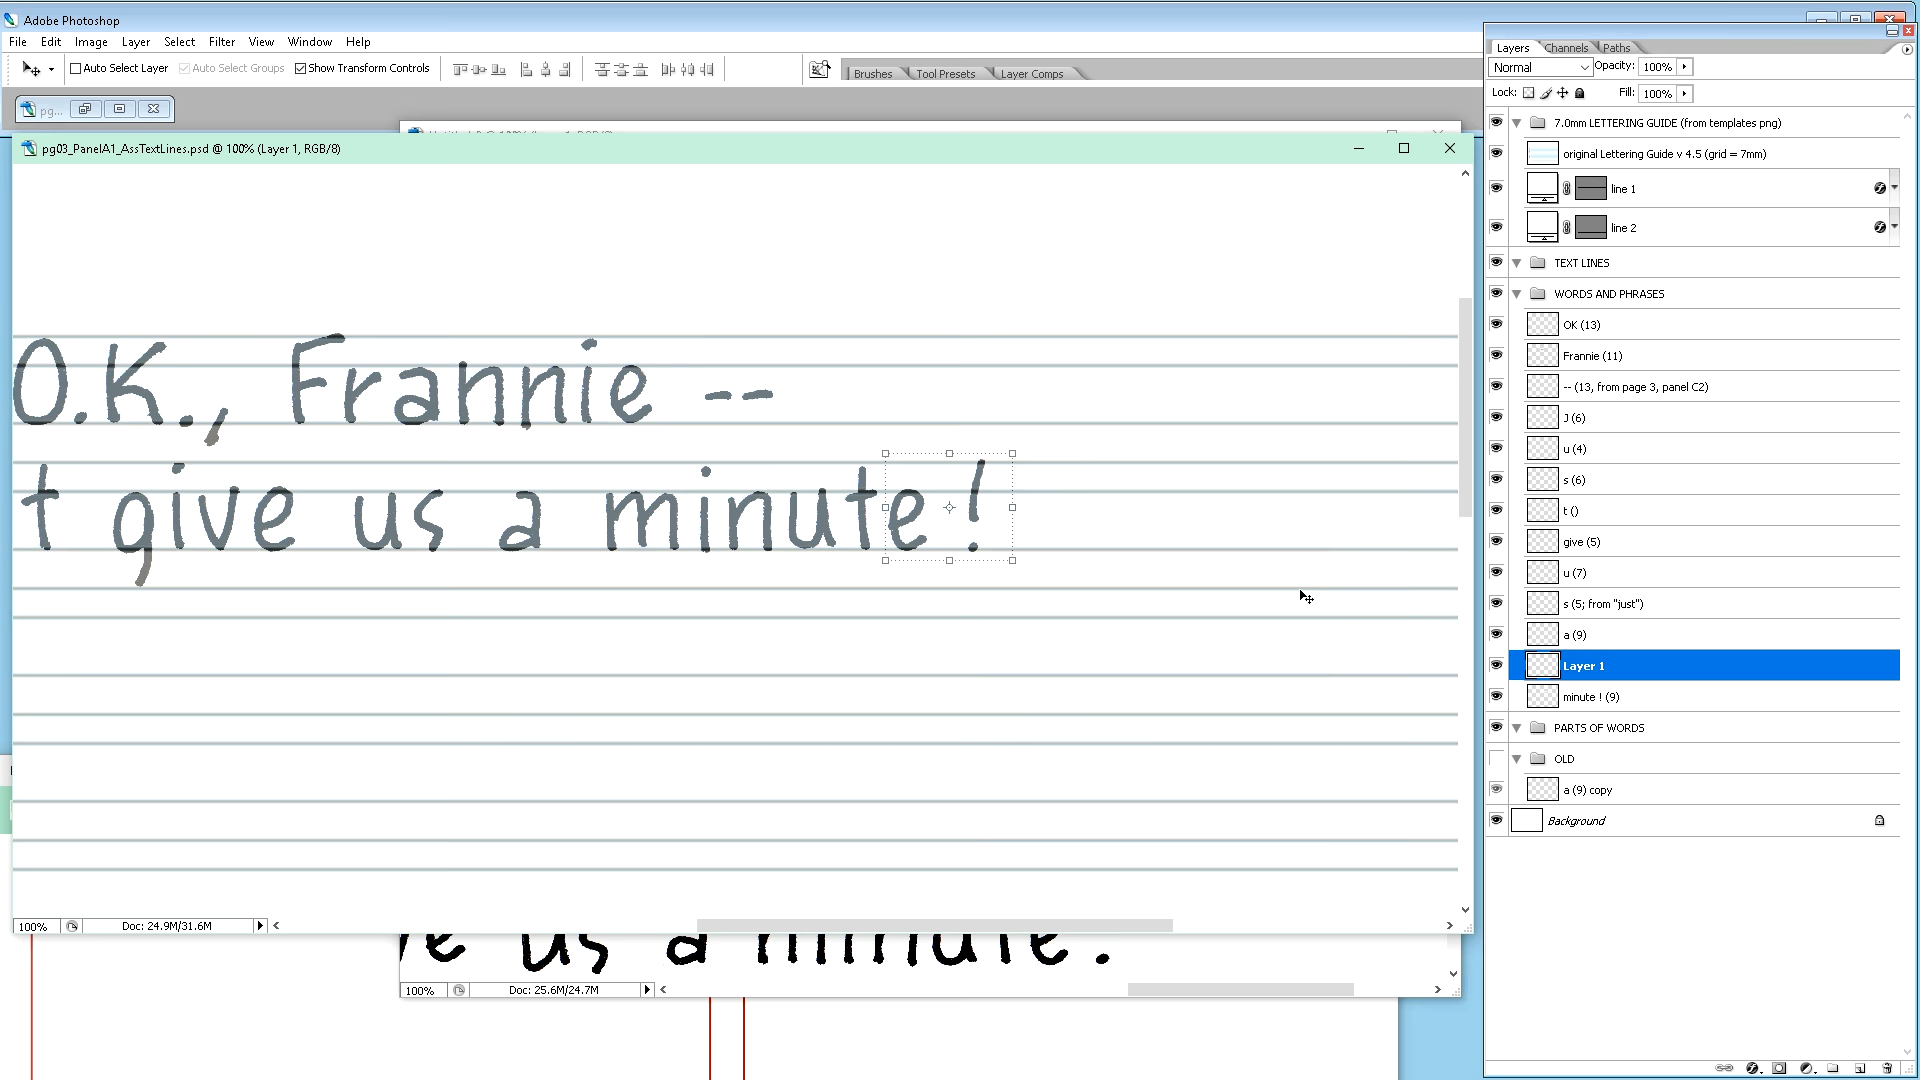 Adobe Photoshop
File Edit Image Layer Select Filter View Window Help
Auto Select Layer Auto Select Groups Show Transform Controls
Brushes Tool Presets Layer Comps
pg...
pg03_PanelA1_AssTextLines.psd @ 100% (Layer 1, RGB/8)
O.K., Frannie --
t give us a minute!
100% Doc: 24.9M/31.6M
ve us a minute.
100% Doc: 25.6M/24.7M
Layers Channels Paths
Normal Opacity: 100%
Lock: Fill: 100%
7.0mm LETTERING GUIDE (from templates png)
original Lettering Guide v 4.5 (grid = 7mm)
line 1
line 2
TEXT LINES
WORDS AND PHRASES
OK (13)
Frannie (11)
-- (13, from page 3, panel C2)
J (6)
u (4)
s (6)
t ()
give (5)
u (7)
s (5; from "just")
a (9)
Layer 1
minute ! (9)
PARTS OF WORDS
OLD
a (9) copy
Background